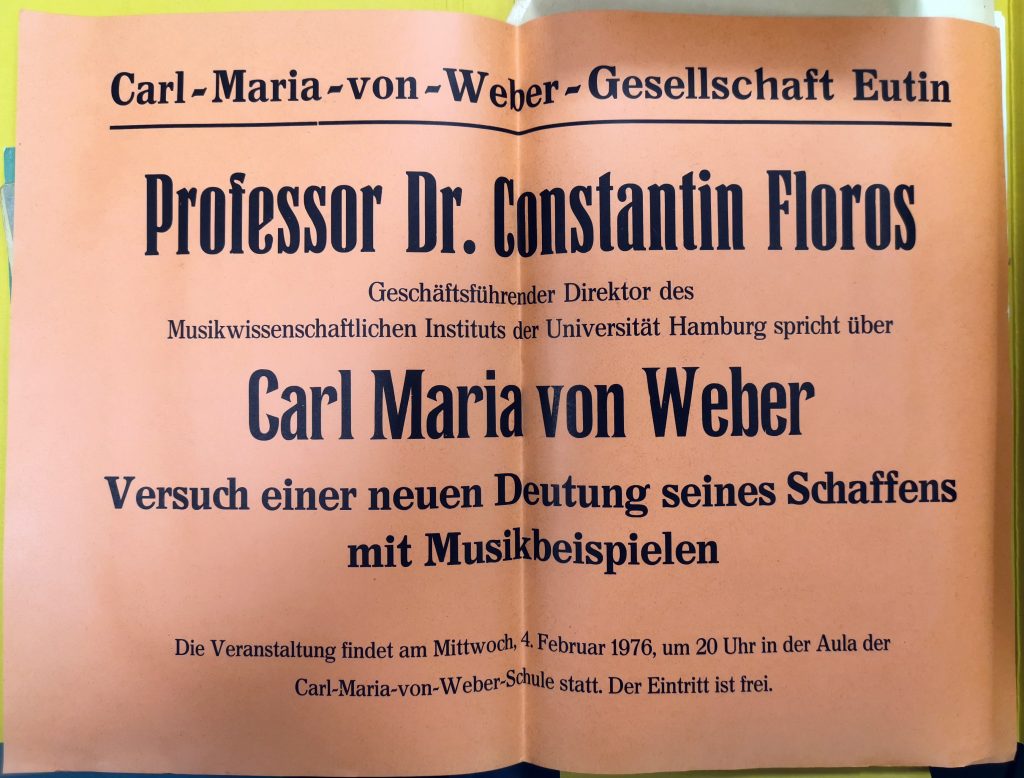 Carl-Maria-von-Weber-Gesellschaft Eutin
Professor Dr. Constantin Floros
Geschäftsführender Direktor des
Musikwissenschaftlichen Instituts der Universität Hamburg spricht über
Carl Maria von Weber
Versuch einer neuen Deutung seines Schaffens
mit Musikbeispielen
Die Veranstaltung findet am Mittwoch, 4. Februar 1976, um 20 Uhr in der Aula der
Carl-Maria-von-Weber-Schule statt. Der Eintritt ist frei.